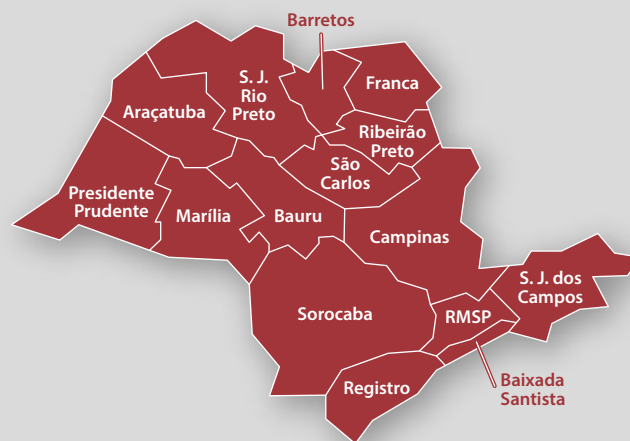 Barretos
S. J.
Rio
Preto
Franca
Araçatuba
Ribeirão
Preto
São
Carlos
Presidente
Prudente
Marília
Bauru
Campinas
S. J. dos
Campos
Sorocaba
RMSP
Registro
Baixada
Santista